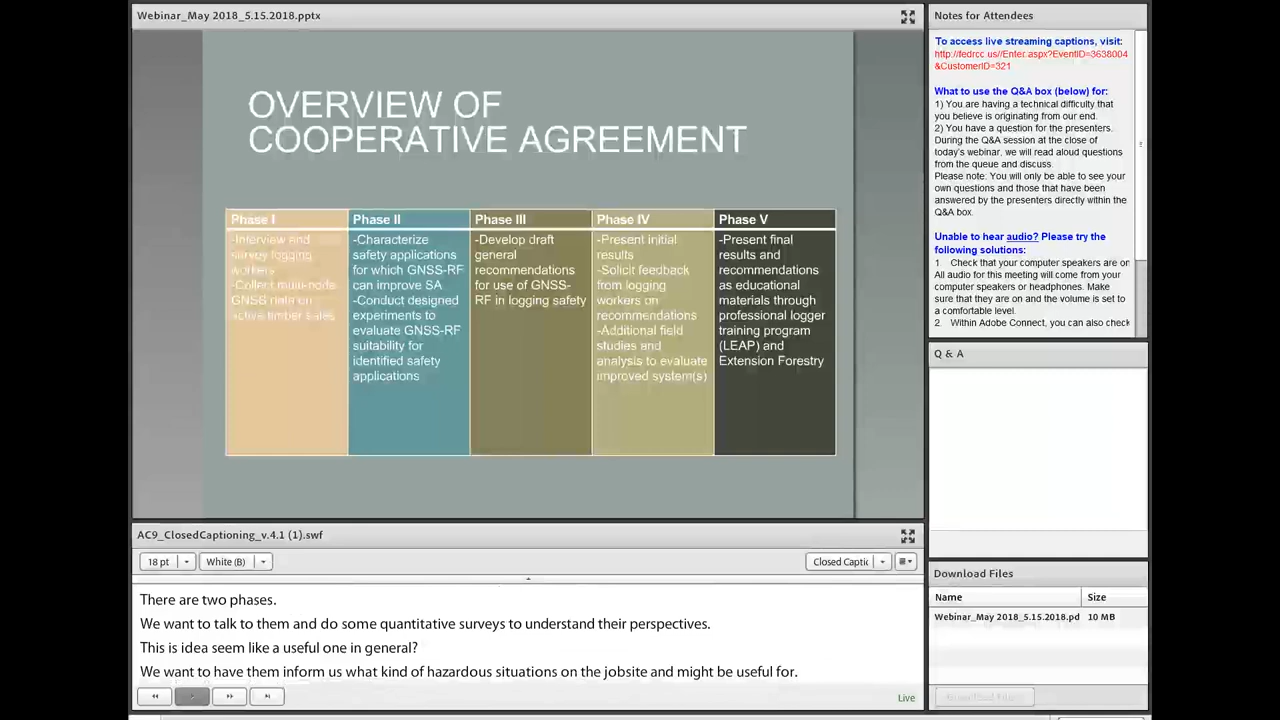 Webinar_May 2018_5.15.2018.pptx
OVERVIEW OF
COOPERATIVE AGREEMENT
Phase I
-Interview and
survey logging
workers
-Collect multi-node
GNSS data on
active timber sales
Phase II
-Characterize
safety applications
for which GNSS-RF
can improve SA
-Conduct designed
experiments to
evaluate GNSS-RF
suitability for
identified safety
applications
Phase III
-Develop draft
general
recommendations
for use of GNSS-
RF in logging safety
Phase IV
-Present initial
results
-Solicit feedback
from logging
workers on
recommendations
-Additional field
studies and
analysis to evaluate
improved system(s)
Phase V
-Present final
results and
recommendations
as educational
materials through
professional logger
training program
(LEAP) and
Extension Forestry
AC9_ClosedCaptioning_v.4.1 (1).swf
18 pt
White (B)
Closed Captic
There are two phases.
We want to talk to them and do some quantitative surveys to understand their perspectives.
This is idea seem like a useful one in general?
We want to have them inform us what kind of hazardous situations on the jobsite and might be useful for.
Live
Notes for Attendees
To access live streaming captions, visit:
http://fedrcc.us//Enter.aspx?EventID=3638004
&CustomerID=321
What to use the Q&A box (below) for:
1) You are having a technical difficulty that
you believe is originating from our end.
2) You have a question for the presenters.
During the Q&A session at the close of
today's webinar, we will read aloud questions
from the queue and discuss.
Please note: You will only be able to see your
own questions and those that have been
answered by the presenters directly within the
Q&A box.
Unable to hear audio? Please try the
following solutions:
1. Check that your computer speakers are on
All audio for this meeting will come from your
computer speakers or headphones. Make
sure that they are on and the volume is set to
a comfortable level.
2. Within Adobe Connect, you can also check
Q & A
Download Files
Name
Size
Webinar_May 2018_5.15.2018.pd
10 MB